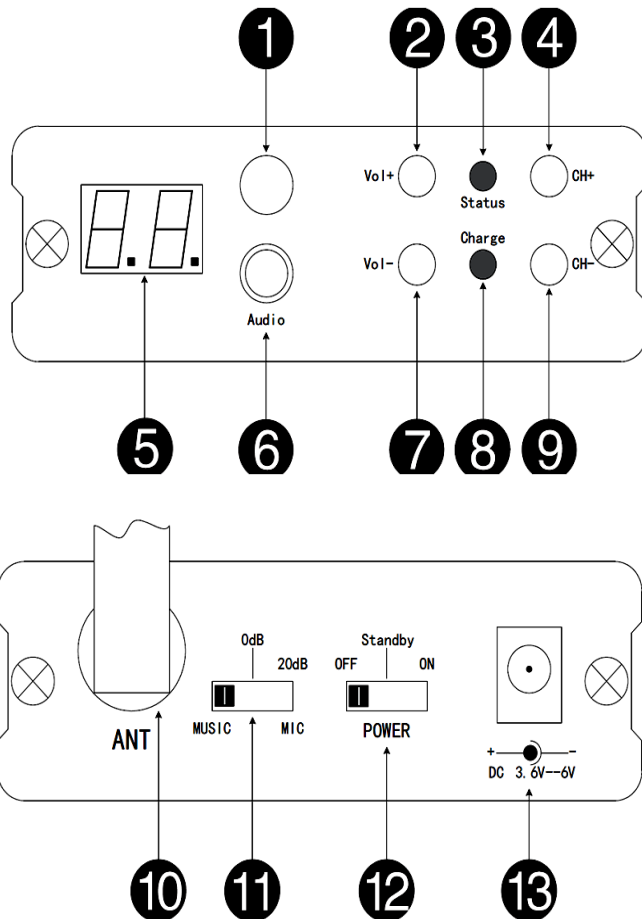 1 2 3 4
Vol+ CH+
Status
Charge
Vol- CH-
Audio
5 6 7 8 9
0dB Standby
20dB OFF ON
MUSIC MIC POWER
ANT
+ -
DC 3.6V--6V
10 11 12 13